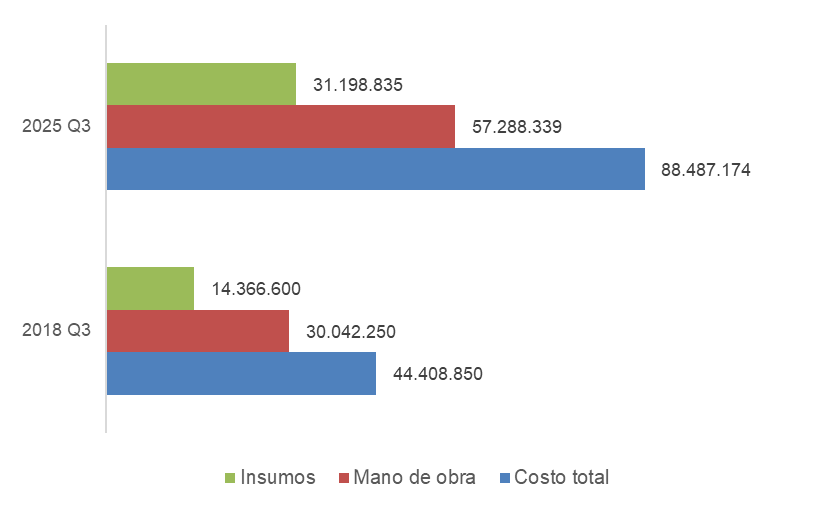 31.198.835
2025 Q3
57.288.339
88.487.174
14.366.600
2018 Q3
30.042.250
44.408.850
Insumos
Mano de obra
Costo total